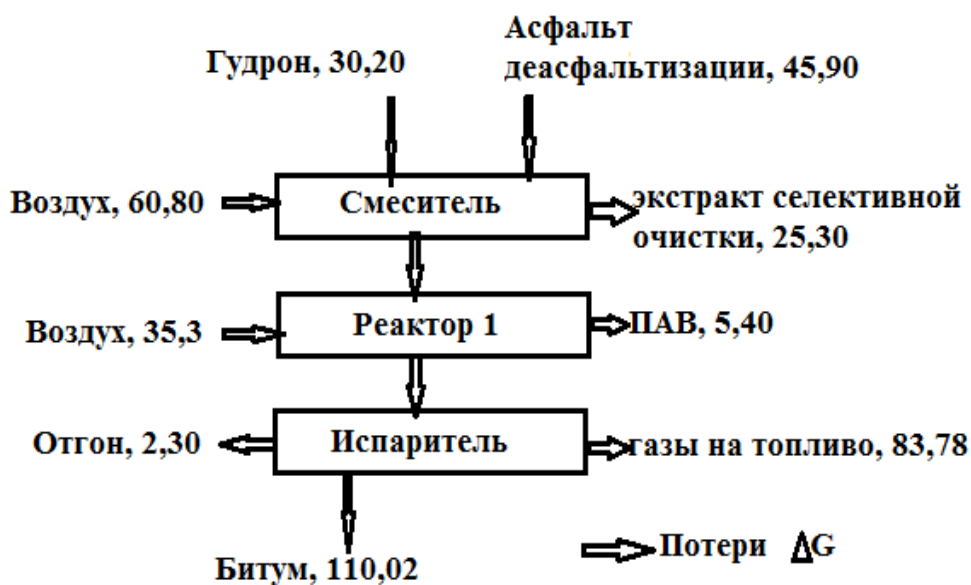 Гудрон, 30,20
Асфальт
деасфальтизации, 45,90
Воздух, 60,80
Смеситель
экстракт селективной
очистки, 25,30
Воздух, 35,3
Реактор 1
ПАВ, 5,40
Отгон, 2,30
Испаритель
газы на топливо, 83,78
Битум, 110,02
Потери ΔG